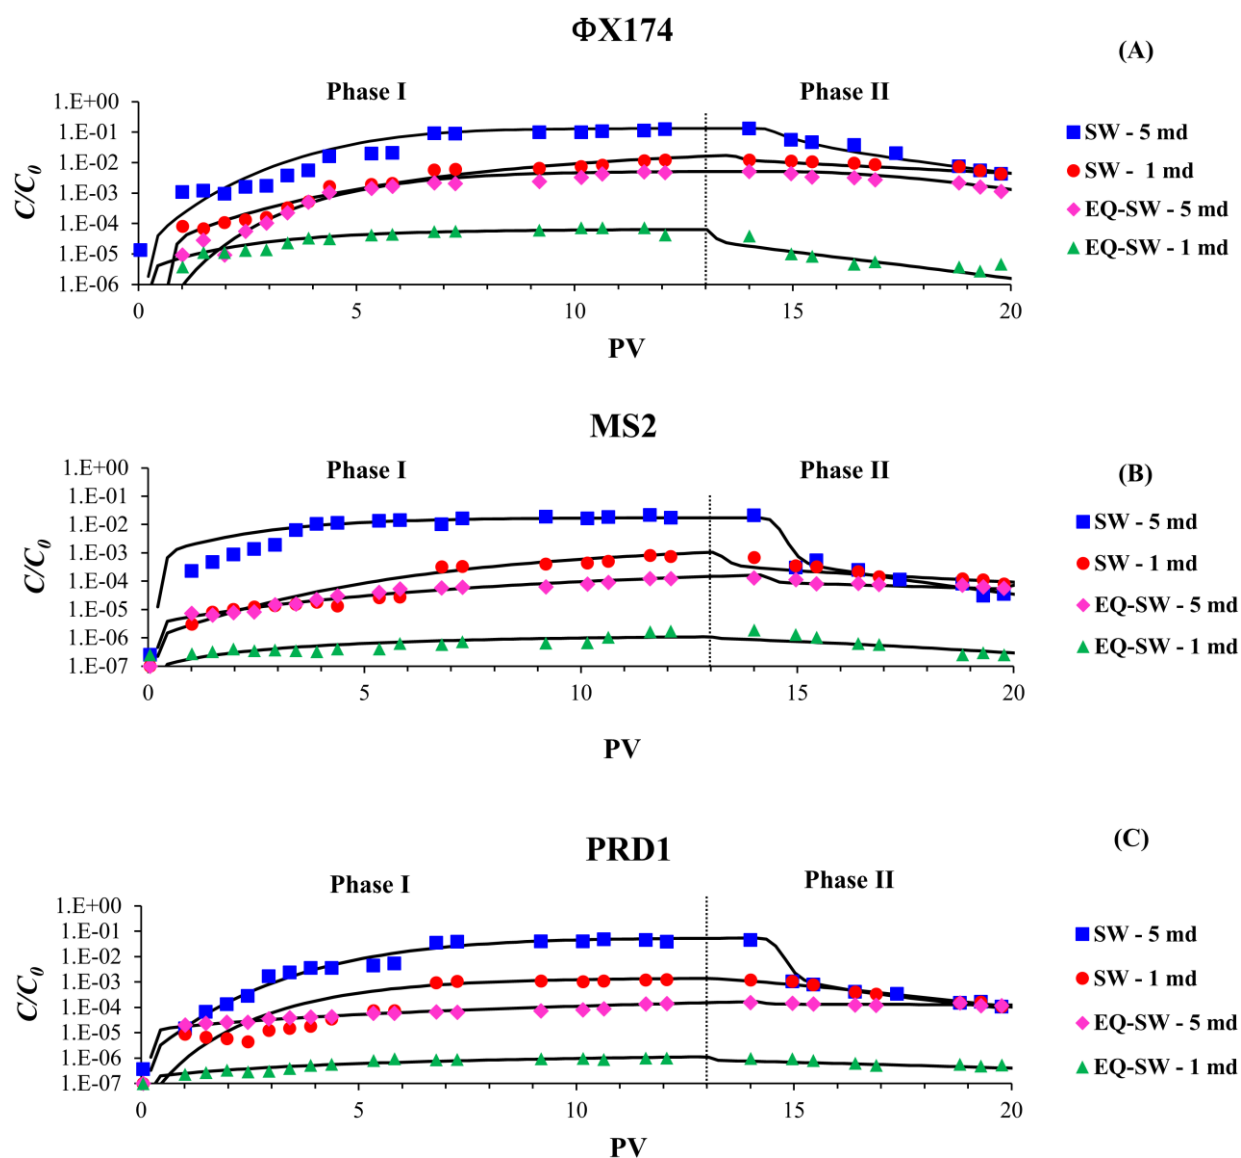 ΦX174
(A)
Phase I
Phase II
1.E+00
1.E-01
1.E-02
1.E-03
1.E-04
1.E-05
1.E-06
C/C0
0
5
10
15
20
PV
SW - 5 md
SW - 1 md
EQ-SW - 5 md
EQ-SW - 1 md
MS2
(B)
Phase I
Phase II
1.E+00
1.E-01
1.E-02
1.E-03
1.E-04
1.E-05
1.E-06
1.E-07
C/C0
0
5
10
15
20
PV
SW - 5 md
SW - 1 md
EQ-SW - 5 md
EQ-SW - 1 md
PRD1
(C)
Phase I
Phase II
1.E+00
1.E-01
1.E-02
1.E-03
1.E-04
1.E-05
1.E-06
1.E-07
C/C0
0
5
10
15
20
PV
SW - 5 md
SW - 1 md
EQ-SW - 5 md
EQ-SW - 1 md